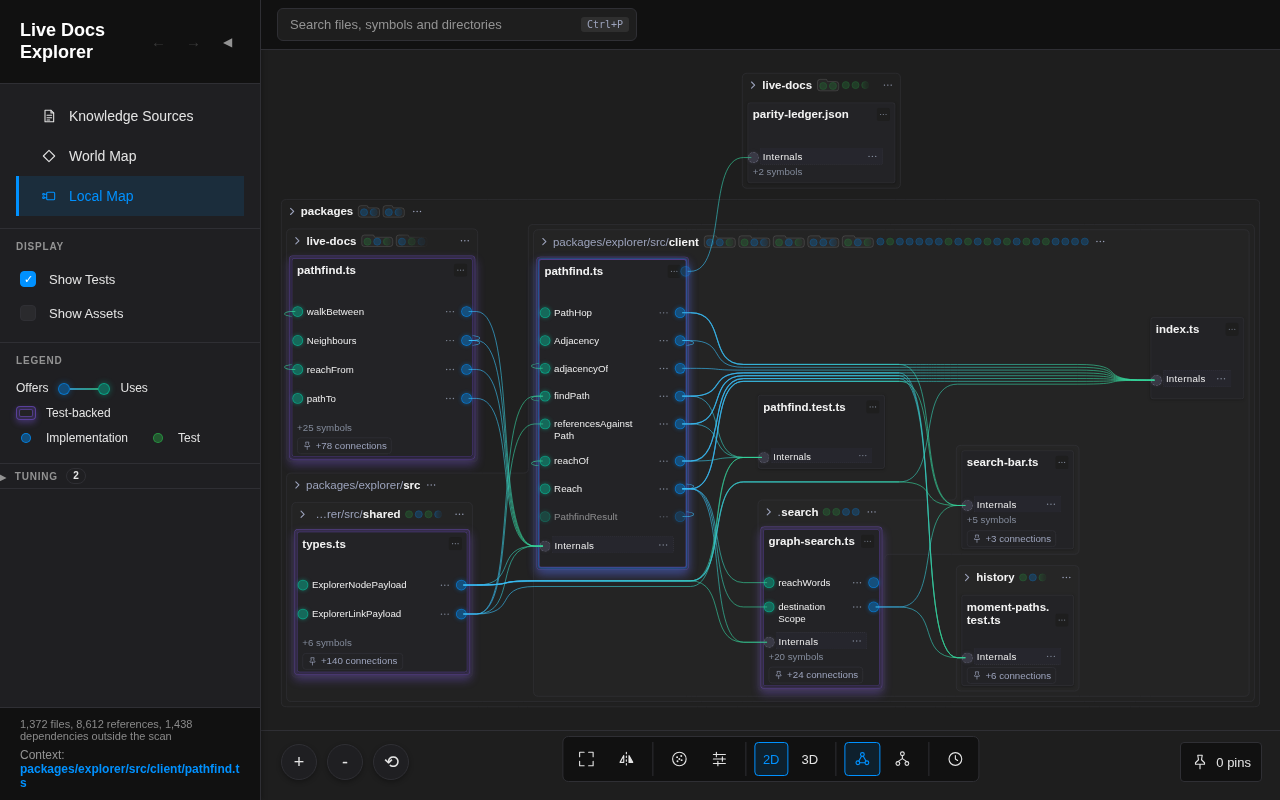 Live Docs
Explorer
Search files, symbols and directories
Ctrl+P
Knowledge Sources
World Map
Local Map
DISPLAY
Show Tests
Show Assets
LEGEND
Offers
Uses
Test-backed
Implementation
Test
TUNING
2
1,372 files, 8,612 references, 1,438
dependencies outside the scan
Context:
packages/explorer/src/client/pathfind.t
s
live-docs
parity-ledger.json
Internals
+2 symbols
packages
live-docs
pathfind.ts
walkBetween
Neighbours
reachFrom
pathTo
+25 symbols
+78 connections
packages/explorer/src
…rer/src/shared
types.ts
ExplorerNodePayload
ExplorerLinkPayload
+6 symbols
+140 connections
packages/explorer/src/client
pathfind.ts
PathHop
Adjacency
adjacencyOf
findPath
referencesAgainst
Path
reachOf
Reach
PathfindResult
Internals
index.ts
Internals
pathfind.test.ts
Internals
.search
graph-search.ts
reachWords
destination
Scope
Internals
+20 symbols
+24 connections
search-bar.ts
Internals
+5 symbols
+3 connections
history
moment-paths.
test.ts
Internals
+6 connections
+
-
2D
3D
0 pins